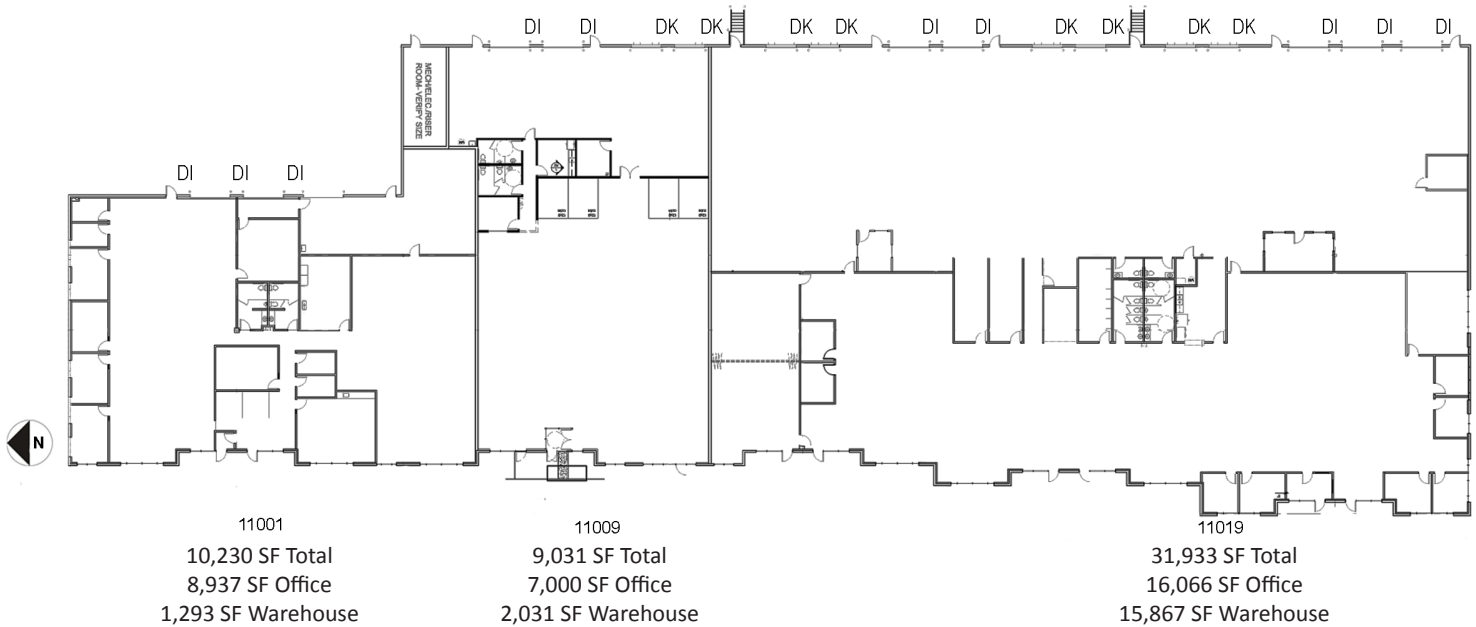 DI DI DK DK DK DK DI DI DK DK DK DK DI DI DI
MECH/ELEC./RISER
ROOM- VERIFY SIZE
DI DI DI
N
11001
10,230 SF Total
8,937 SF Office
1,293 SF Warehouse
11009
9,031 SF Total
7,000 SF Office
2,031 SF Warehouse
11019
31,933 SF Total
16,066 SF Office
15,867 SF Warehouse